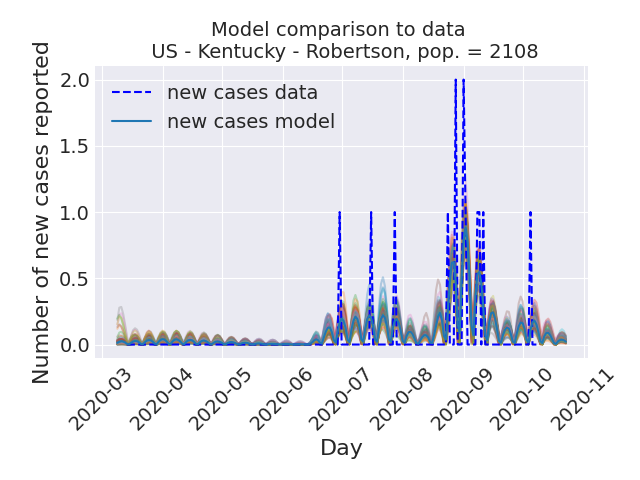 Model comparison to data
US - Kentucky - Robertson, pop. = 2108
Number of new cases reported
2.0
1.5
1.0
0.5
0.0
new cases data
new cases model
2020-03
2020-04
2020-05
2020-06
2020-07
2020-08
2020-09
2020-10
2020-11
Day